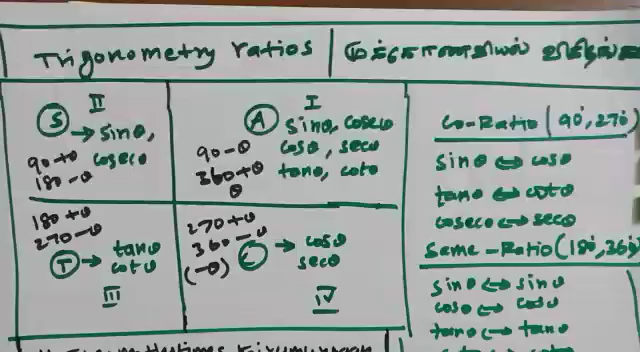 Trigonometry ratios
II
S → sinθ,
cosecθ
90+θ
180-θ
I
A
sinθ, cosecθ
cosθ, secθ
tanθ, cotθ
90-θ
360+θ
θ
180+θ
270-θ
T → tanθ
cotθ
III
270+θ
360-θ
(-θ)
C → cosθ
secθ
IV
Co-Ratio (90°, 270°)
sinθ ⇔ cosθ
tanθ ⇔ cotθ
cosecθ ⇔ secθ
Same-Ratio (180°, 360°)
sinθ ⇔ sinθ
cosθ ⇔ cosθ
tanθ ⇔ tanθ